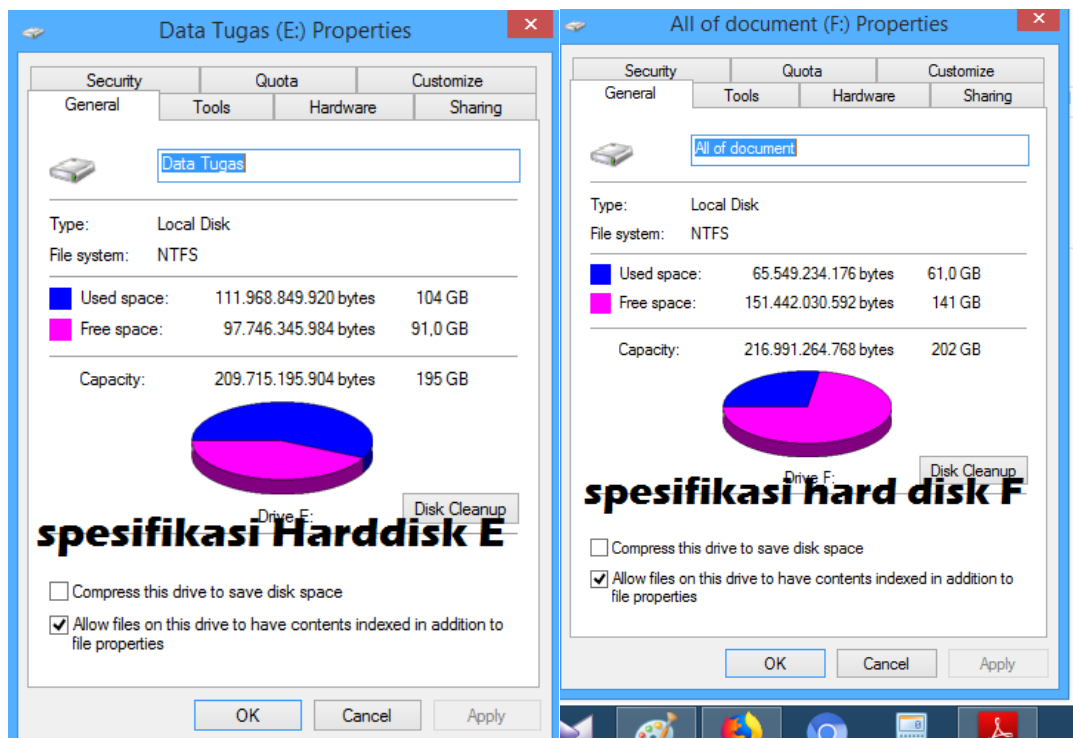 Data Tugas (E:) Properties
Security Quota Customize
General Tools Hardware Sharing
Data Tugas
Type: Local Disk
File system: NTFS
Used space: 111.968.849.920 bytes 104 GB
Free space: 97.746.345.984 bytes 91,0 GB
Capacity: 209.715.195.904 bytes 195 GB
Drive E:
Disk Cleanup
spesifikasi Harddisk E
Compress this drive to save disk space
Allow files on this drive to have contents indexed in addition to
file properties
OK Cancel Apply
All of document (F:) Properties
Security Quota Customize
General Tools Hardware Sharing
All of document
Type: Local Disk
File system: NTFS
Used space: 65.549.234.176 bytes 61,0 GB
Free space: 151.442.030.592 bytes 141 GB
Capacity: 216.991.264.768 bytes 202 GB
Drive F:
Disk Cleanup
spesifikasi hard disk F
Compress this drive to save disk space
Allow files on this drive to have contents indexed in addition to
file properties
OK Cancel Apply